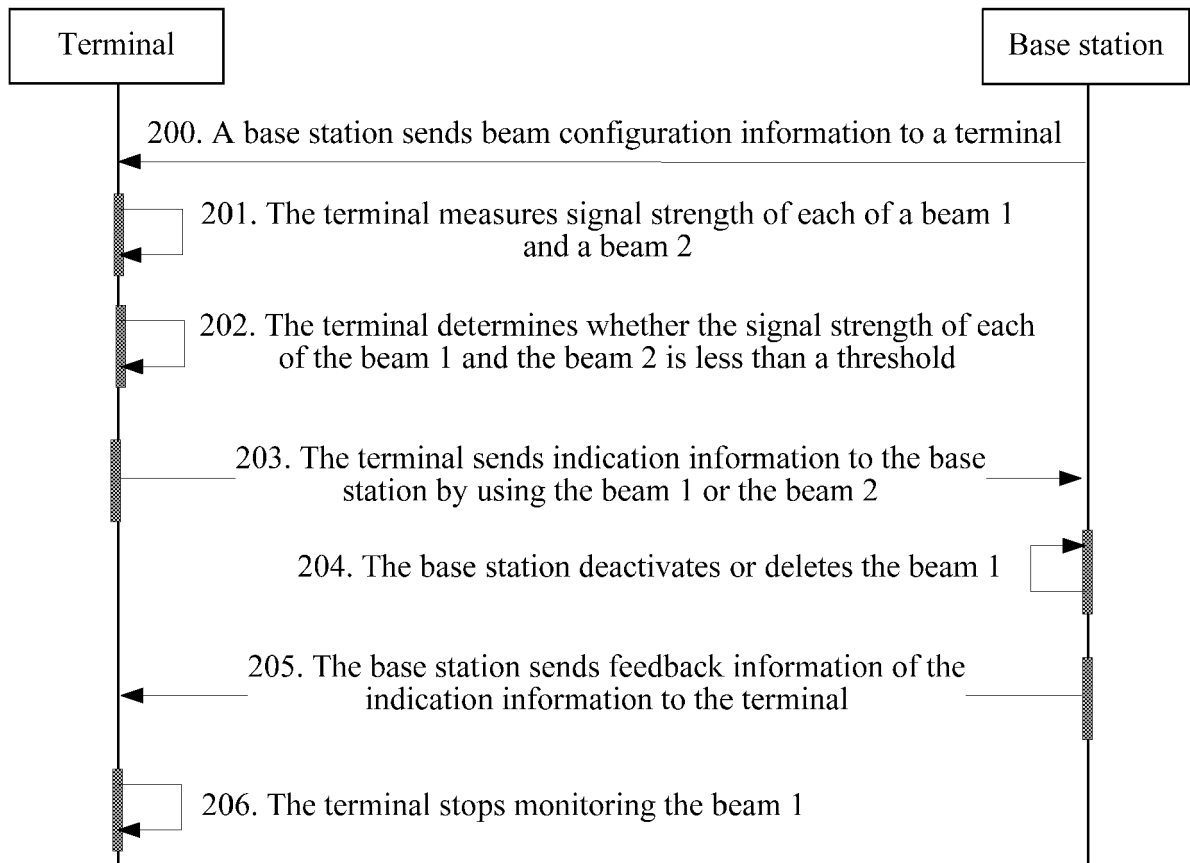 Terminal
Base station
200. A base station sends beam configuration information to a terminal
201. The terminal measures signal strength of each of a beam 1
and a beam 2
202. The terminal determines whether the signal strength of each
of the beam 1 and the beam 2 is less than a threshold
203. The terminal sends indication information to the base
station by using the beam 1 or the beam 2
204. The base station deactivates or deletes the beam 1
205. The base station sends feedback information of the
indication information to the terminal
206. The terminal stops monitoring the beam 1